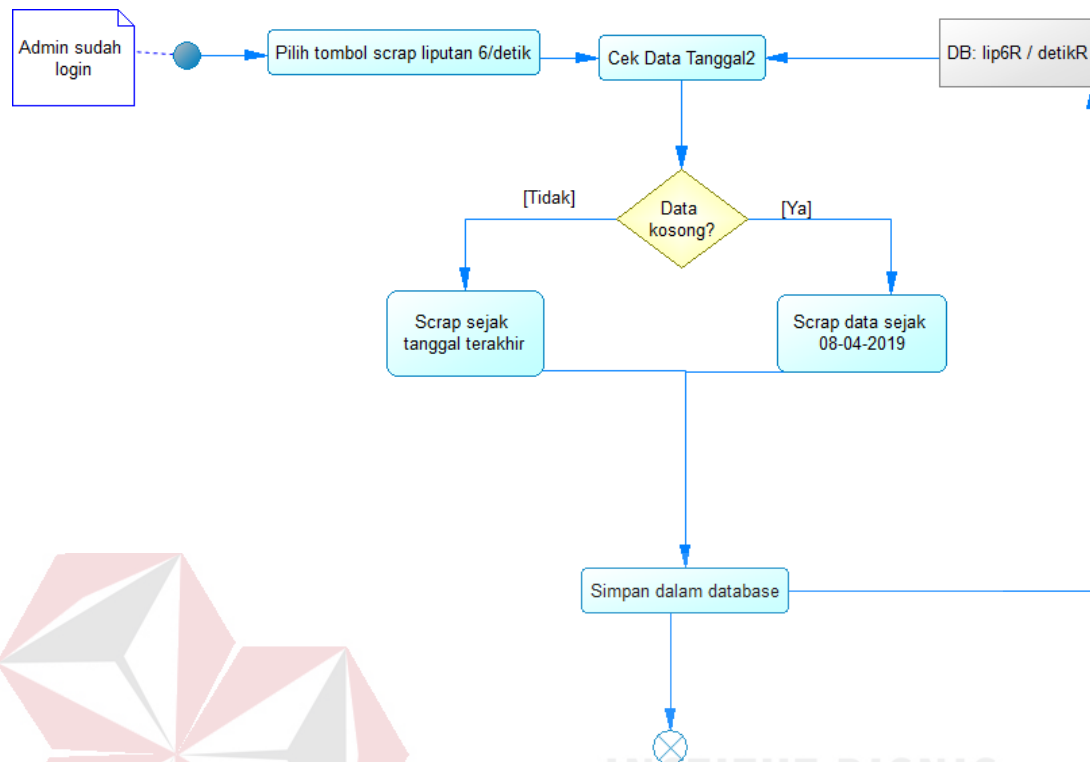 Admin sudah
login
Pilih tombol scrap liputan 6/detik
Cek Data Tanggal2
DB: lip6R / detikR
[Tidak]
Data
kosong?
[Ya]
Scrap sejak
tanggal terakhir
Scrap data sejak
08-04-2019
Simpan dalam database